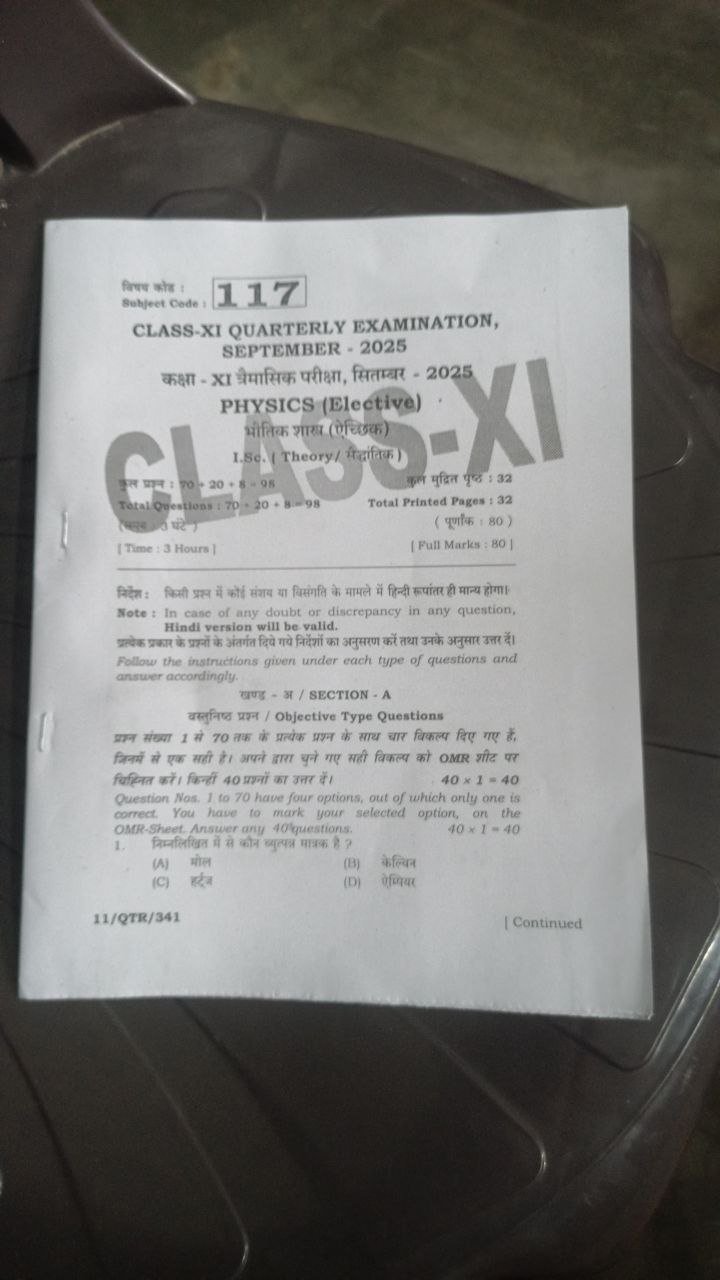 विषय कोड :
Subject Code : 117
CLASS-XI QUARTERLY EXAMINATION,
SEPTEMBER - 2025
कक्षा - XI त्रैमासिक परीक्षा, सितम्बर - 2025
PHYSICS (Elective)
भौतिक शास्त्र (ऐच्छिक)
I.Sc. ( Theory/ सैद्धांतिक )
CLASS-XI
कुल प्रश्न : 70 + 20 + 8 = 98 कुल मुद्रित पृष्ठ : 32
Total Questions : 70 + 20 + 8 = 98 Total Printed Pages : 32
(समय : 3 घंटे ) ( पूर्णांक : 80 )
[ Time : 3 Hours ] [ Full Marks : 80 ]
निर्देश : किसी प्रश्न में कोई संशय या विसंगति के मामले में हिन्दी रूपांतर ही मान्य होगा।
Note : In case of any doubt or discrepancy in any question,
Hindi version will be valid.
प्रत्येक प्रकार के प्रश्नों के अंतर्गत दिये गये निर्देशों का अनुसरण करें तथा उनके अनुसार उत्तर दें।
Follow the instructions given under each type of questions and
answer accordingly.
खण्ड - अ / SECTION - A
वस्तुनिष्ठ प्रश्न / Objective Type Questions
प्रश्न संख्या 1 से 70 तक के प्रत्येक प्रश्न के साथ चार विकल्प दिए गए हैं,
जिनमें से एक सही है। अपने द्वारा चुने गए सही विकल्प को OMR शीट पर
चिह्नित करें। किन्हीं 40 प्रश्नों का उत्तर दें। 40 × 1 = 40
Question Nos. 1 to 70 have four options, out of which only one is
correct. You have to mark your selected option, on the
OMR-Sheet. Answer any 40 questions. 40 × 1 = 40
1. निम्नलिखित में से कौन व्युत्पन्न मात्रक है ?
(A) मोल (B) केल्विन
(C) हर्ट्ज (D) ऐम्पियर
11/QTR/341 [ Continued